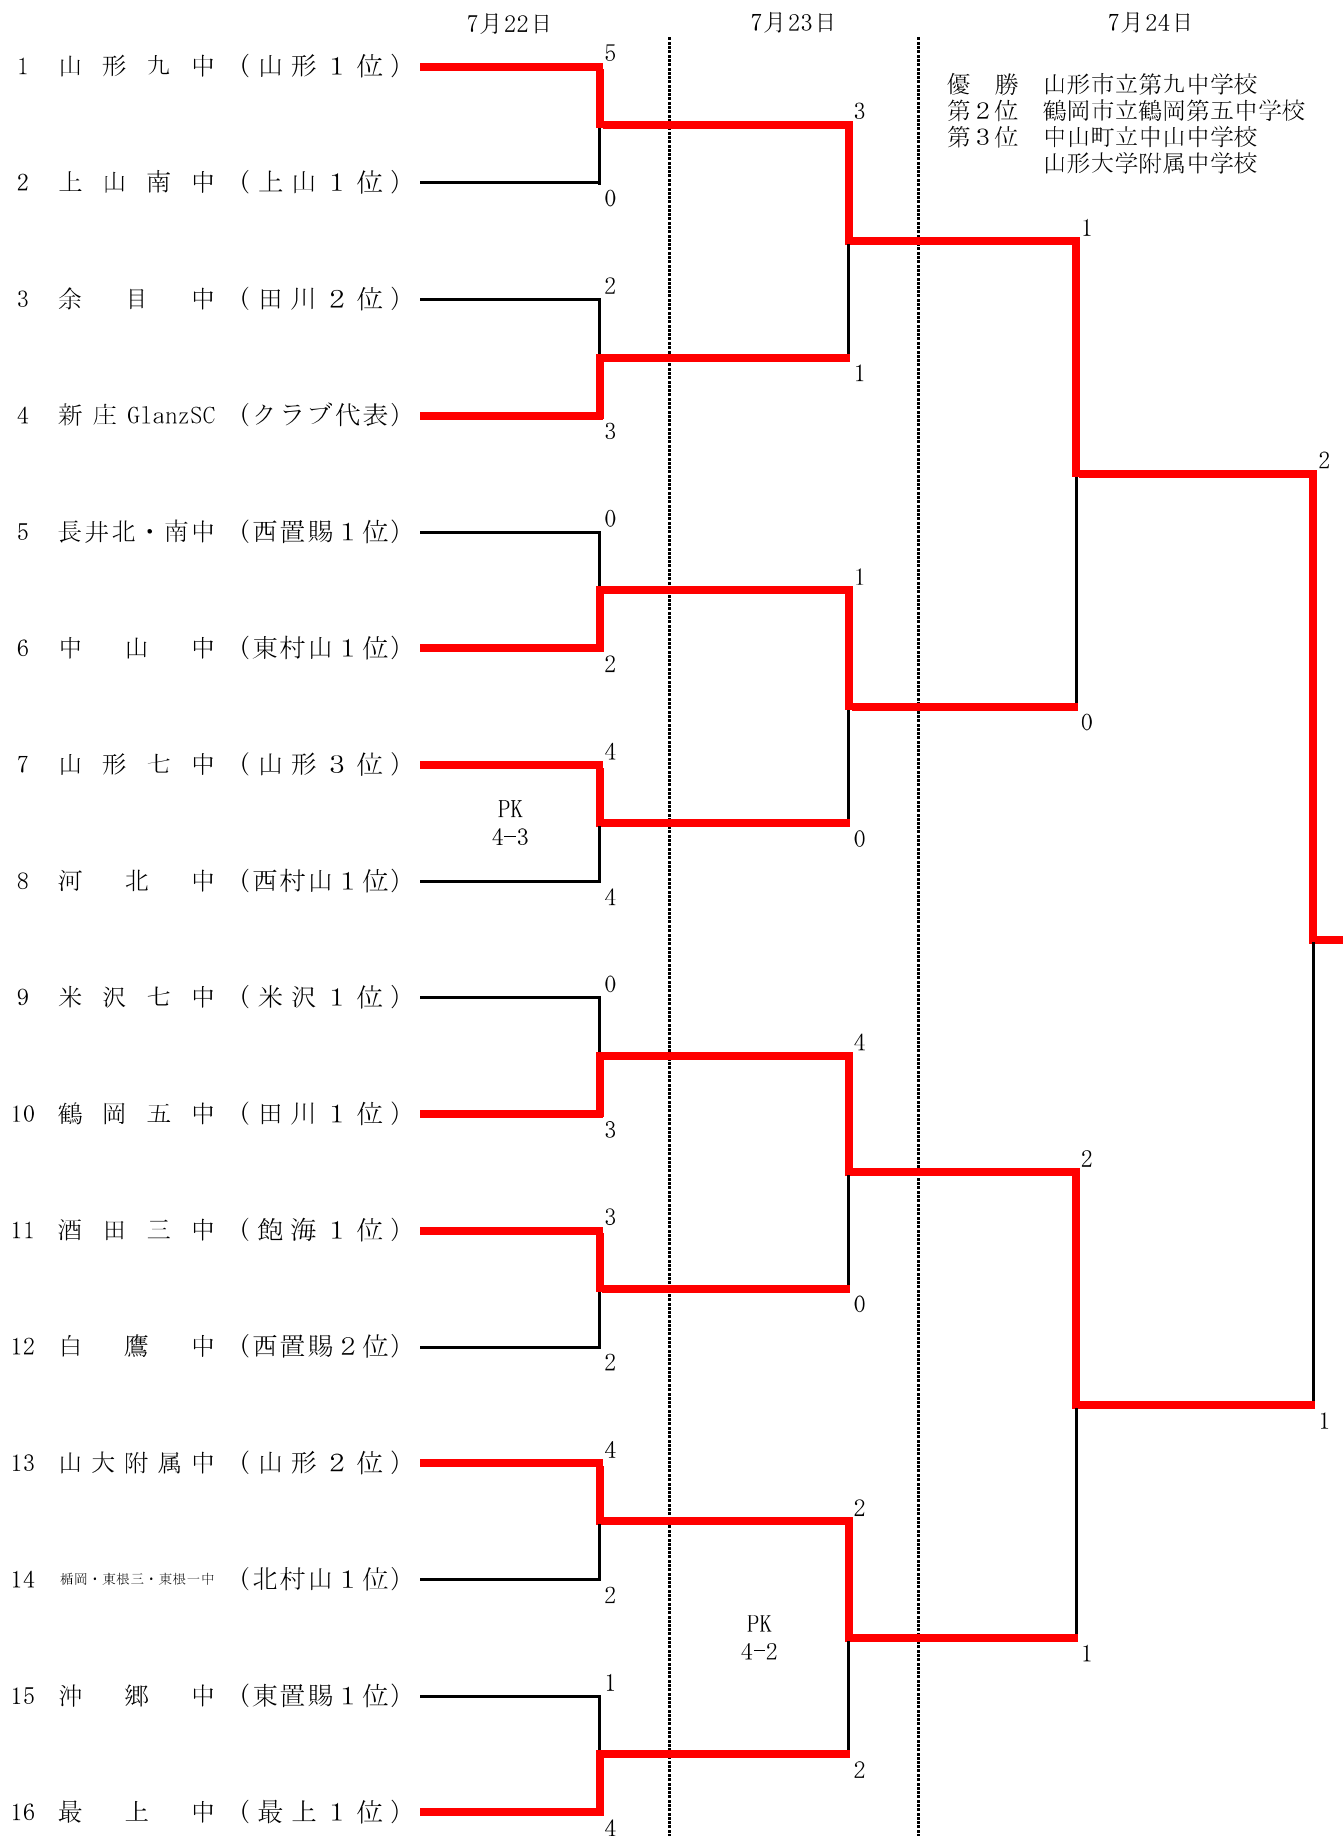 7月22日 7月23日 7月24日
優　勝　山形市立第九中学校
第２位　鶴岡市立鶴岡第五中学校
第３位　中山町立中山中学校
山形大学附属中学校
1 山形九中 (山形１位) 5
3
2 上山南中 (上山１位) 0
1
3 余目中 (田川２位) 2
1
4 新庄GlanzSC (クラブ代表) 3
2
5 長井北・南中 (西置賜１位) 0
1
6 中山中 (東村山１位) 2
0
7 山形七中 (山形３位) 4
PK
4-3
0
8 河北中 (西村山１位) 4
9 米沢七中 (米沢１位) 0
4
10 鶴岡五中 (田川１位) 3
2
11 酒田三中 (飽海１位) 3
0
12 白鷹中 (西置賜２位) 2
1
13 山大附属中 (山形２位) 4
2
14 楯岡・東根三・東根一中 (北村山１位) 2
PK
4-2
1
15 沖郷中 (東置賜１位) 1
2
16 最上中 (最上１位) 4